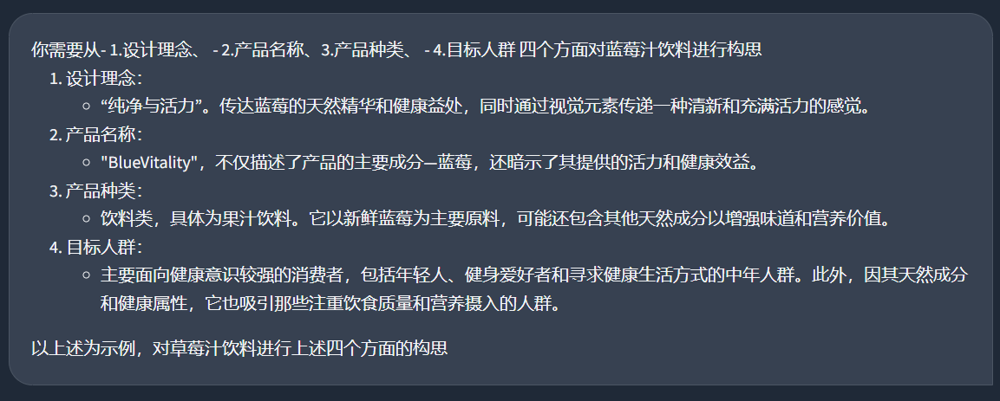 你需要从- 1.设计理念、 - 2.产品名称、3.产品种类、 - 4.目标人群 四个方面对蓝莓汁饮料进行构思
1. 设计理念：
○ “纯净与活力”。传达蓝莓的天然精华和健康益处，同时通过视觉元素传递一种清新和充满活力的感觉。
2. 产品名称：
○ "BlueVitality"，不仅描述了产品的主要成分—蓝莓，还暗示了其提供的活力和健康效益。
3. 产品种类：
○ 饮料类，具体为果汁饮料。它以新鲜蓝莓为主要原料，可能还包含其他天然成分以增强味道和营养价值。
4. 目标人群：
○ 主要面向健康意识较强的消费者，包括年轻人、健身爱好者和寻求健康生活方式的中年人群。此外，因其天然成分
和健康属性，它也吸引那些注重饮食质量和营养摄入的人群。
以上述为示例，对草莓汁饮料进行上述四个方面的构思